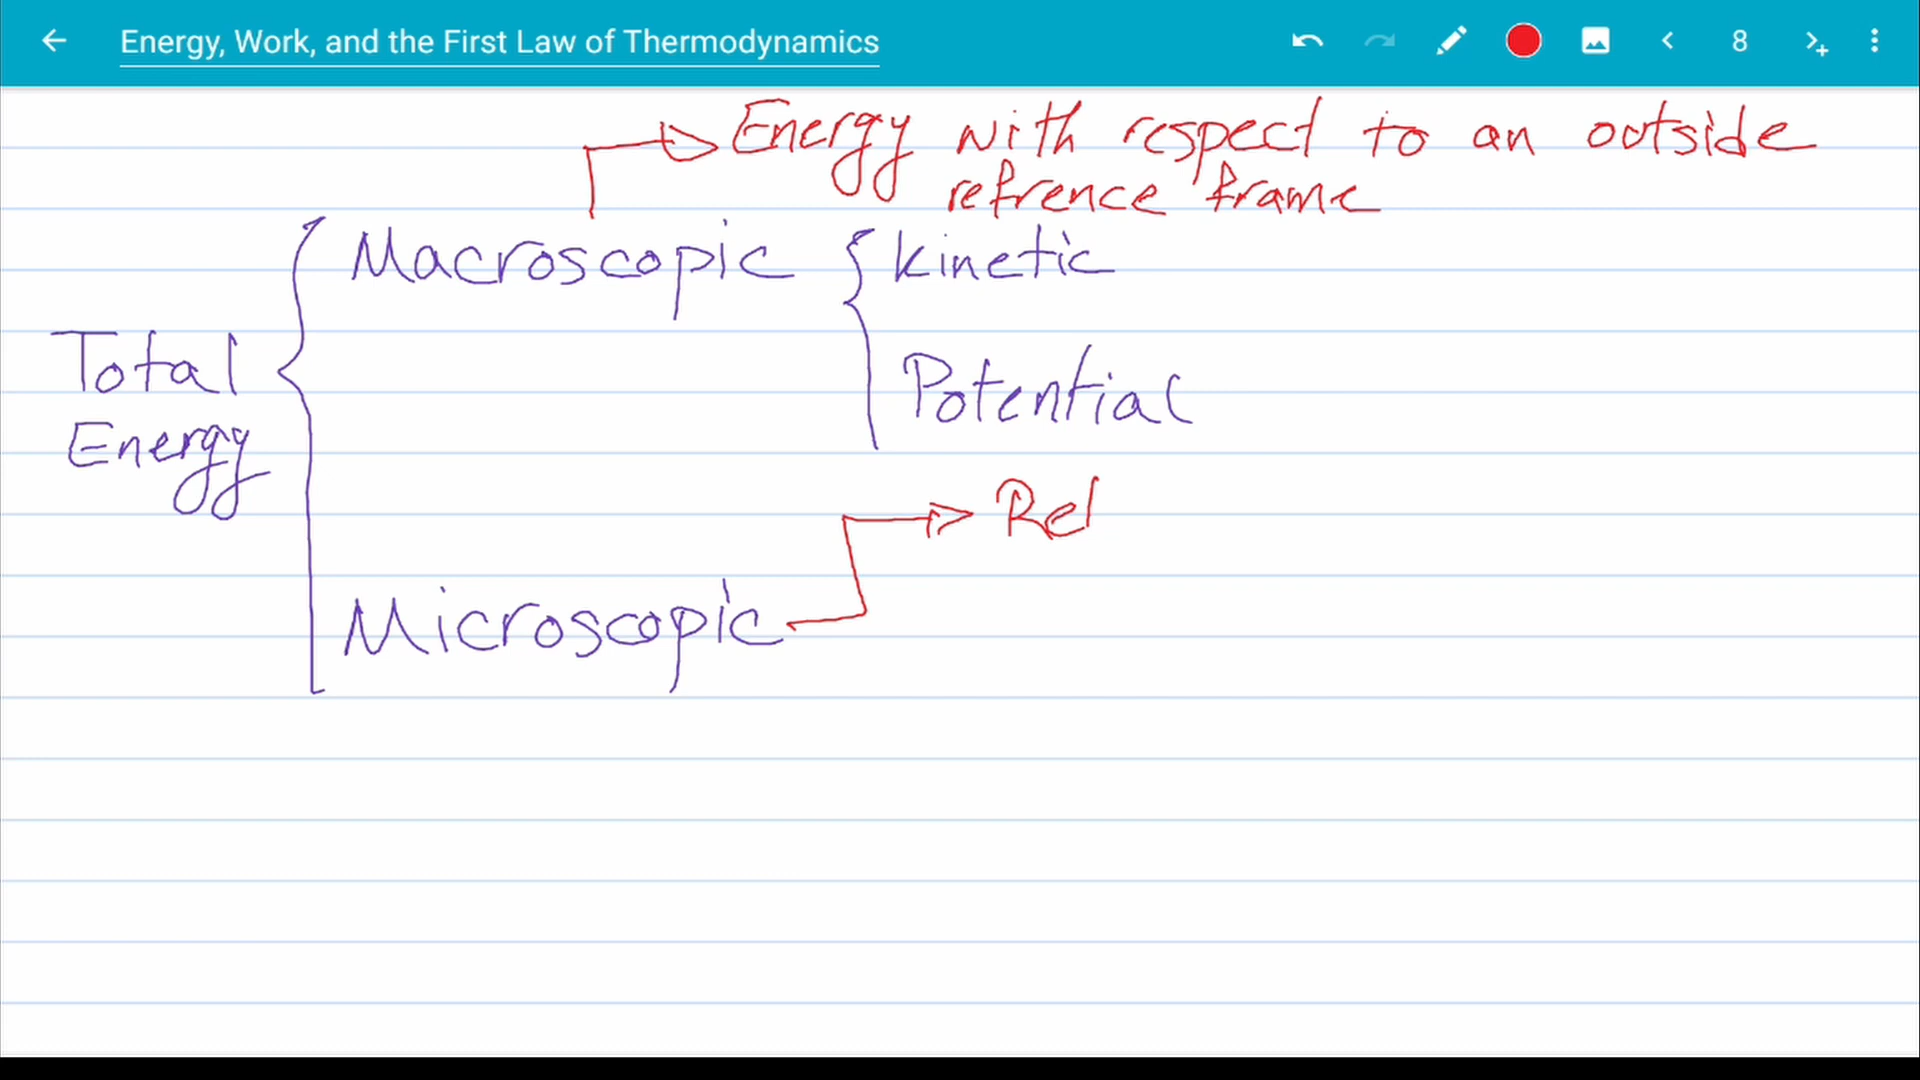 Energy, Work, and the First Law of Thermodynamics
8
Energy with respect to an outside
refrence frame
Macroscopic
Kinetic
Total
Energy
Potential
Rel
Microscopic